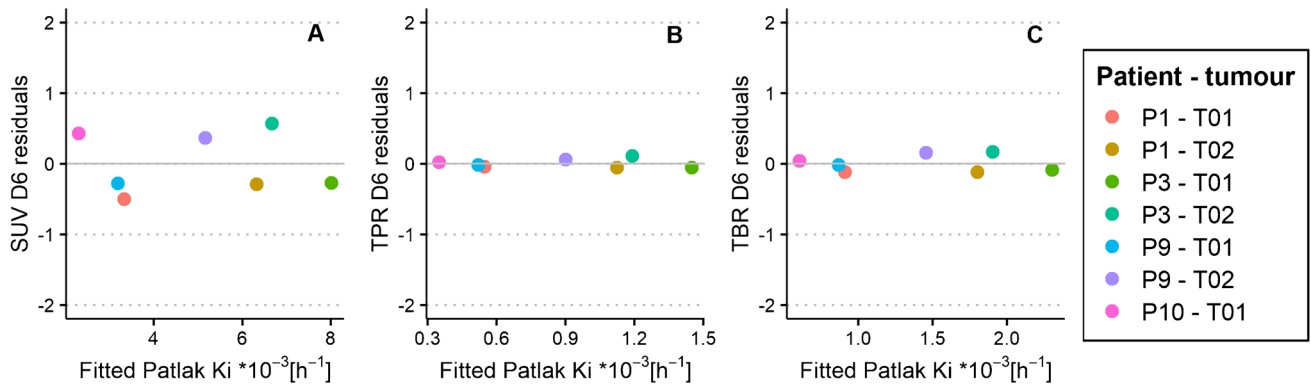 A
SUV D6 residuals
2
1
0
-1
-2
4 6 8
Fitted Patlak Ki *10⁻³[h⁻¹]
B
TPR D6 residuals
2
1
0
-1
-2
0.3 0.6 0.9 1.2 1.5
Fitted Patlak Ki *10⁻³[h⁻¹]
C
TBR D6 residuals
2
1
0
-1
-2
1.0 1.5 2.0
Fitted Patlak Ki *10⁻³[h⁻¹]
Patient - tumour
P1 - T01
P1 - T02
P3 - T01
P3 - T02
P9 - T01
P9 - T02
P10 - T01